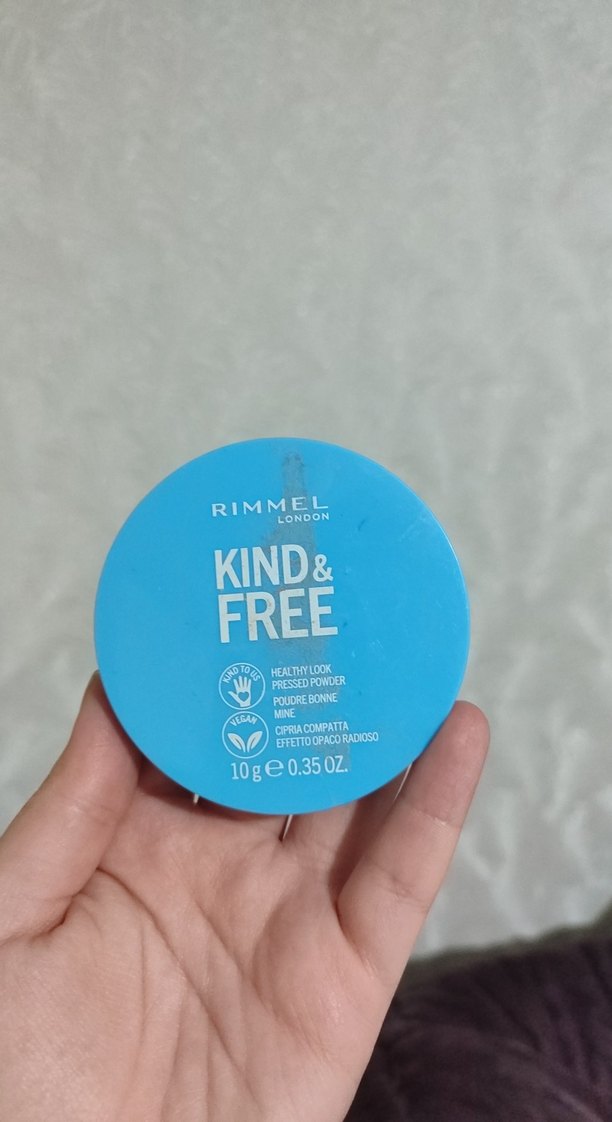 RIMMEL
LONDON
KIND &
FREE
KIND TO US
HEALTHY LOOK
PRESSED POWDER
POUDRE BONNE
MINE
VEGAN
CIPRIA COMPATTA
EFFETTO OPACO RADIOSO
10 g ℮ 0.35 OZ.